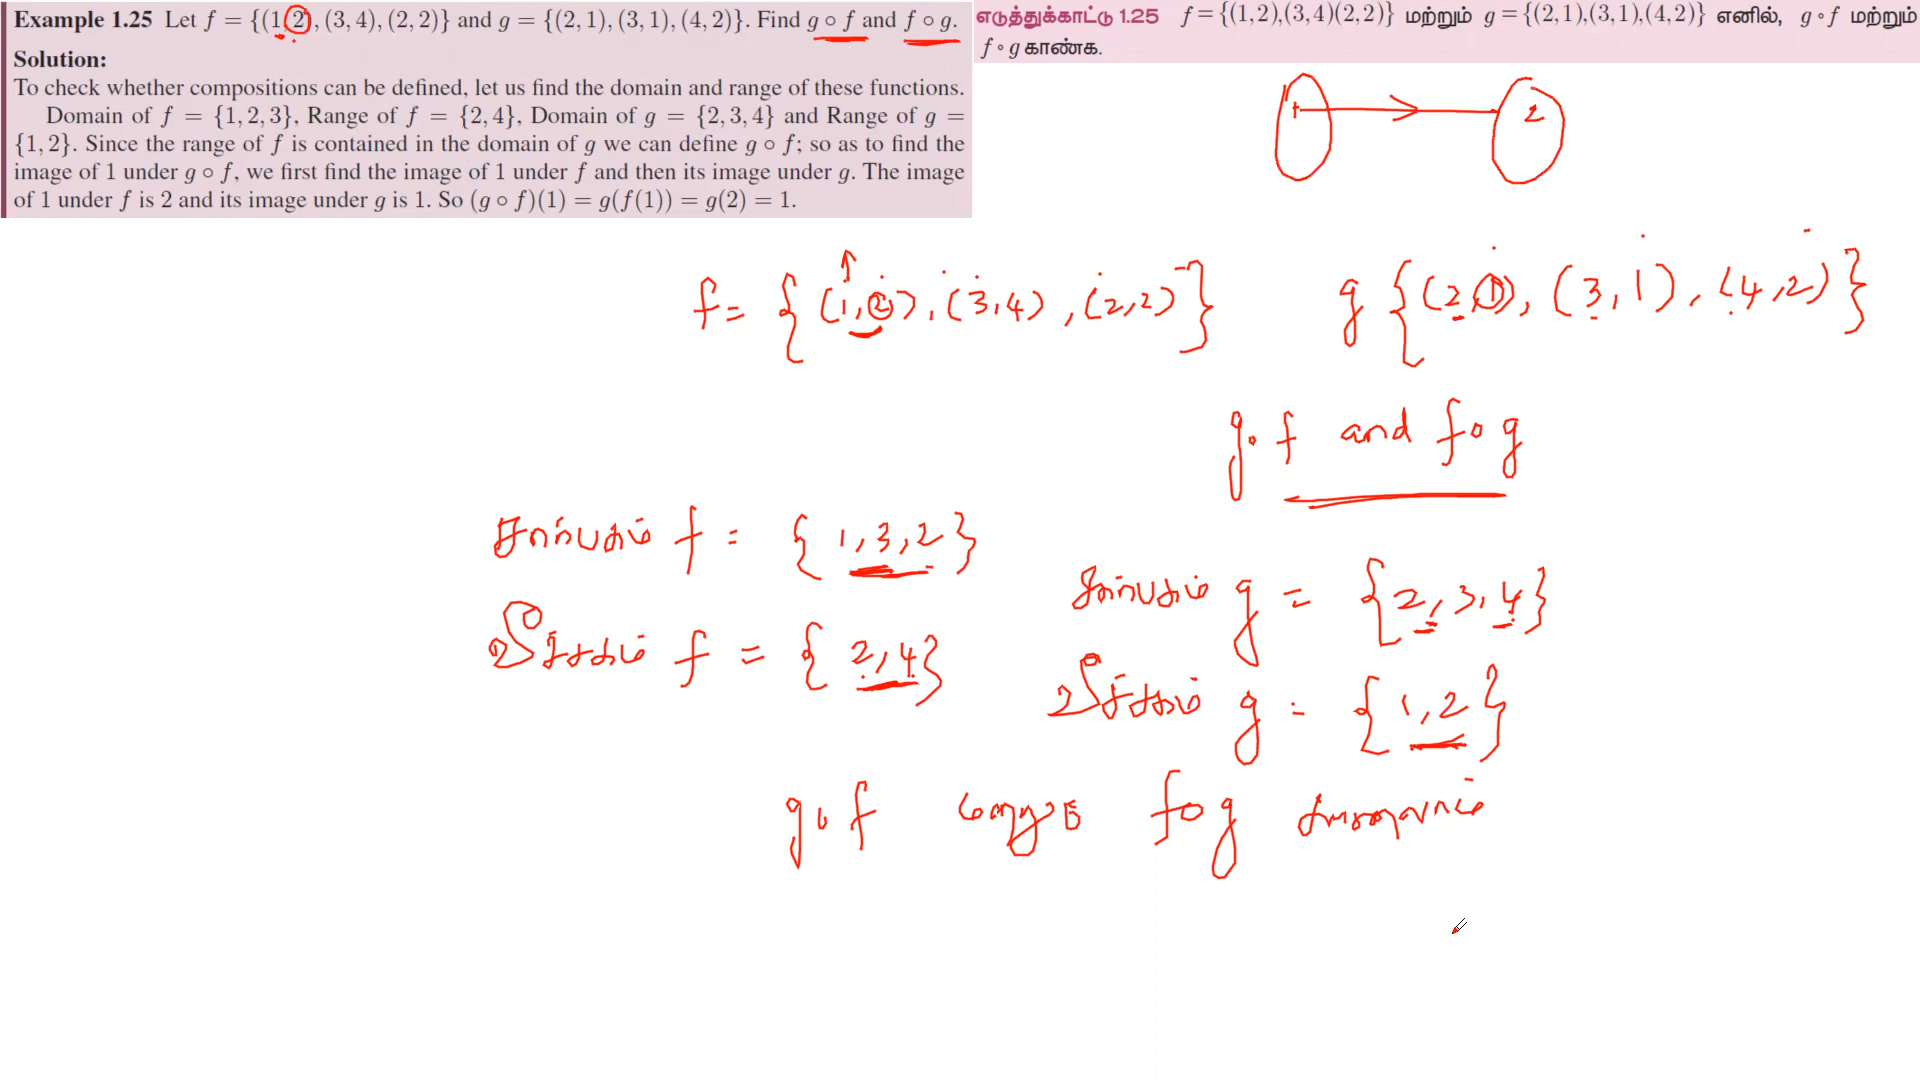 Example 1.25 Let f = {(1, 2), (3, 4), (2, 2)} and g = {(2, 1), (3, 1), (4, 2)}. Find g ∘ f and f ∘ g.
Solution:
To check whether compositions can be defined, let us find the domain and range of these functions.
Domain of f = {1, 2, 3}, Range of f = {2, 4}, Domain of g = {2, 3, 4} and Range of g =
{1, 2}. Since the range of f is contained in the domain of g we can define g ∘ f; so as to find the
image of 1 under g ∘ f, we first find the image of 1 under f and then its image under g. The image
of 1 under f is 2 and its image under g is 1. So (g ∘ f)(1) = g(f(1)) = g(2) = 1.
எடுத்துக்காட்டு 1.25 f = {(1,2),(3,4)(2,2)} மற்றும் g = {(2,1),(3,1),(4,2)} எனில், g ∘ f மற்றும்
f ∘ g காண்க.
1 2
f = {(1,2), (3,4), (2,2)} g {(2,1), (3,1), (4,2)}
g∘f and f∘g
சார்பகம் f = {1,3,2}
சார்பகம் g = {2,3,4}
வீச்சகம் f = {2,4}
வீச்சகம் g = {1,2}
g∘f மற்றும் f∘g